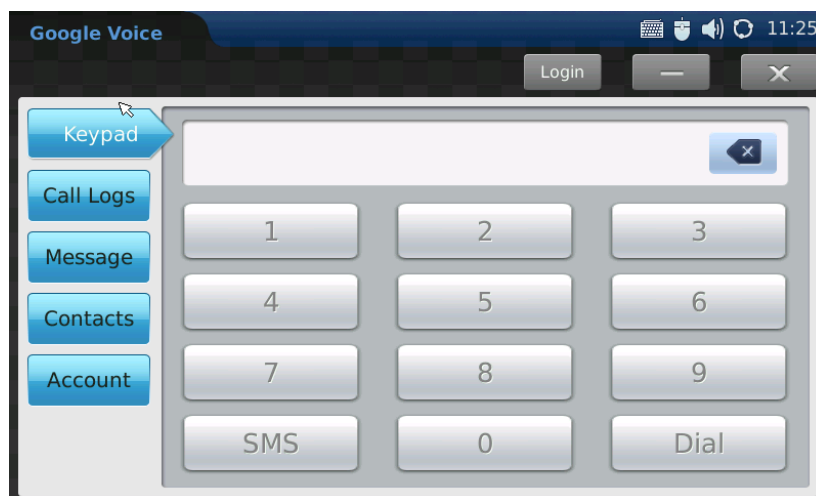 Google Voice 11:25
Login
Keypad
Call Logs
Message
Contacts
Account
1 2 3
4 5 6
7 8 9
SMS 0 Dial